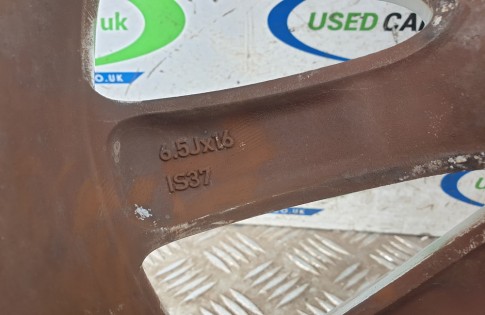 uk
USED CA
O.UK
6.5Jx16
IS37